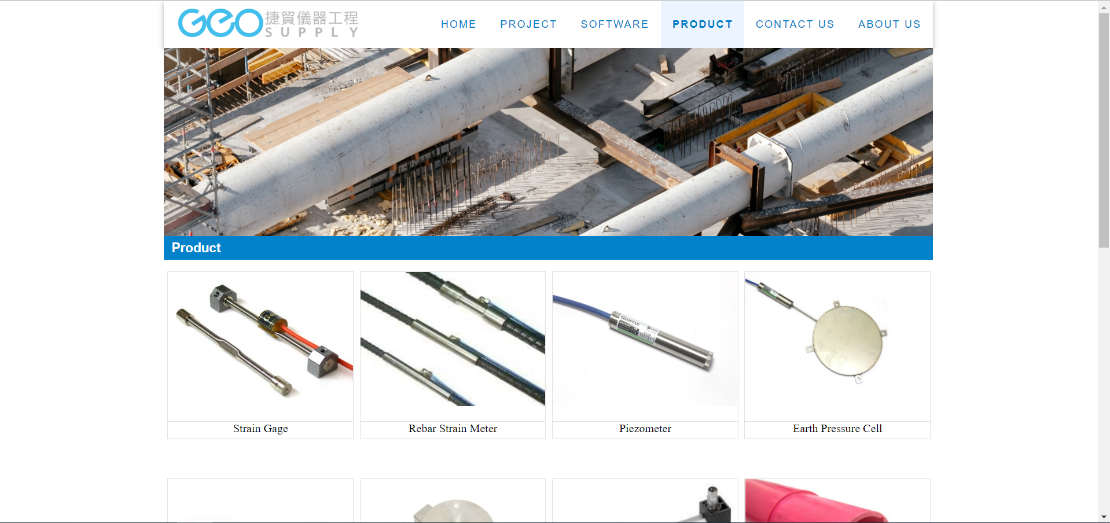 GEO 捷貿儀器工程
SUPPLY
HOME PROJECT SOFTWARE PRODUCT CONTACT US ABOUT US
Product
Strain Gage Rebar Strain Meter Piezometer Earth Pressure Cell